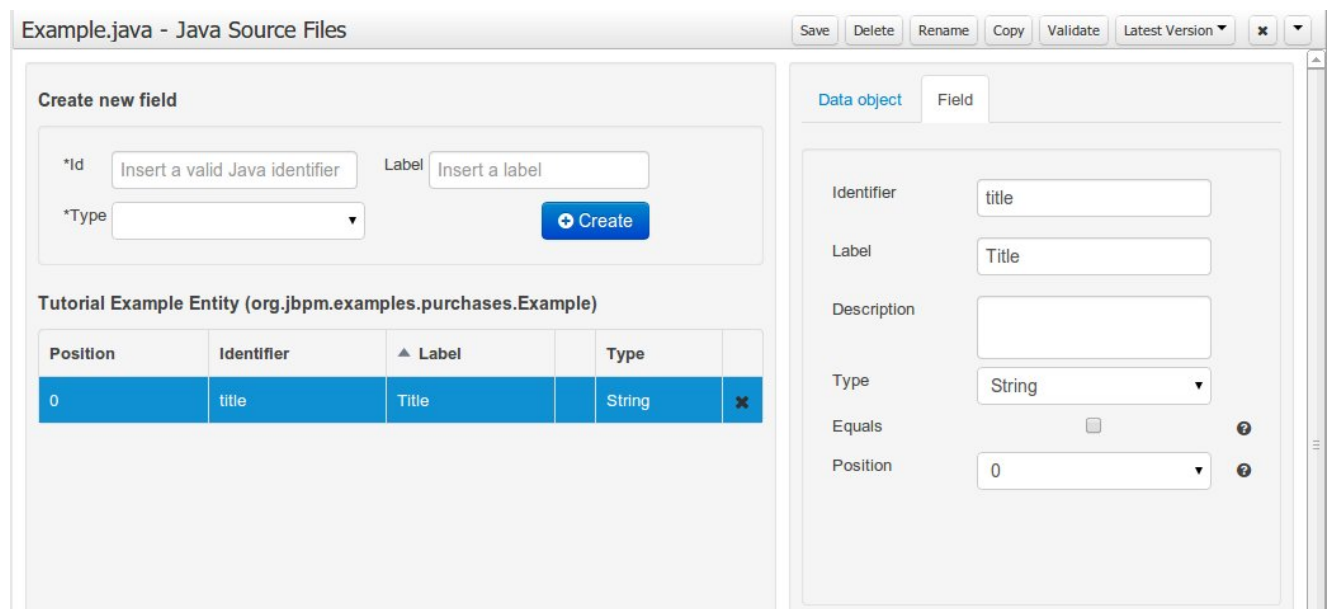 Example.java - Java Source Files
Save Delete Rename Copy Validate Latest Version
Create new field
*Id Insert a valid Java identifier Label Insert a label
*Type
Create
Tutorial Example Entity (org.jbpm.examples.purchases.Example)
Position Identifier Label Type
0 title Title String
Data object Field
Identifier title
Label Title
Description
Type String
Equals
Position 0